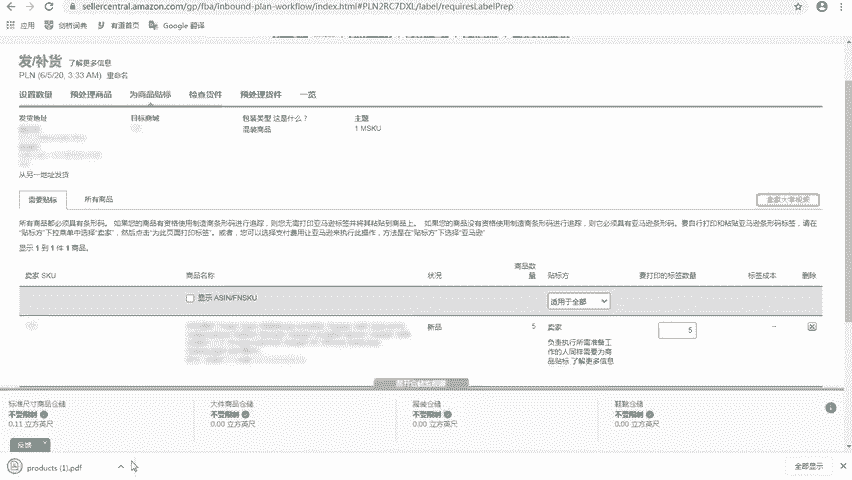 sellercentral.amazon.com/gp/fba/inbound-plan-workflow/index.html#PLN2RC7DXL/label/requiresLabelPrep
应用 剑桥词典 有道首页 Google 翻译
发/补货 了解更多信息
PLN (6/5/20, 3:33 AM) 重命名
设置数量 预处理商品 为商品贴标 检查货件 预处理货件 一览
发货地址 目标商城 包装类型 这是什么? 主题
混装商品 1 MSKU
从另一地址发货
需要贴标 所有商品 卖家大学视频
所有商品都必须具有条形码。 如果您的商品有资格使用制造商条形码进行追踪,则您无需打印亚马逊标签并将其粘贴到商品上。 如果您的商品没有资格使用制造商条形码进行追踪,则它必须具有亚马逊条形码。要自行打印和粘贴亚马逊条形码标签,请在
“贴标方”下拉菜单中选择“卖家”,然后点击“为此页面打印标签”。或者,您可以选择支付费用让亚马逊来执行此操作,方法是在“贴标方”下选择“亚马逊”
显示 1 到 1 件 1 商品。
卖家 SKU 商品名称 状况 商品数量 贴标方 要打印的标签数量 标签成本 删除
显示 ASIN/FNSKU 适用于全部
新品 5 卖家 5 --
负责执行所需准备工
作的人同样需要为商
品贴标 了解更多信息
标准尺寸商品仓储 大件商品仓储 服装仓储 鞋靴仓储
不受限制 不受限制 不受限制 不受限制
0.11 立方英尺 0.00 立方英尺 0.00 立方英尺 0.00 立方英尺
反馈
products (1).pdf 全部显示